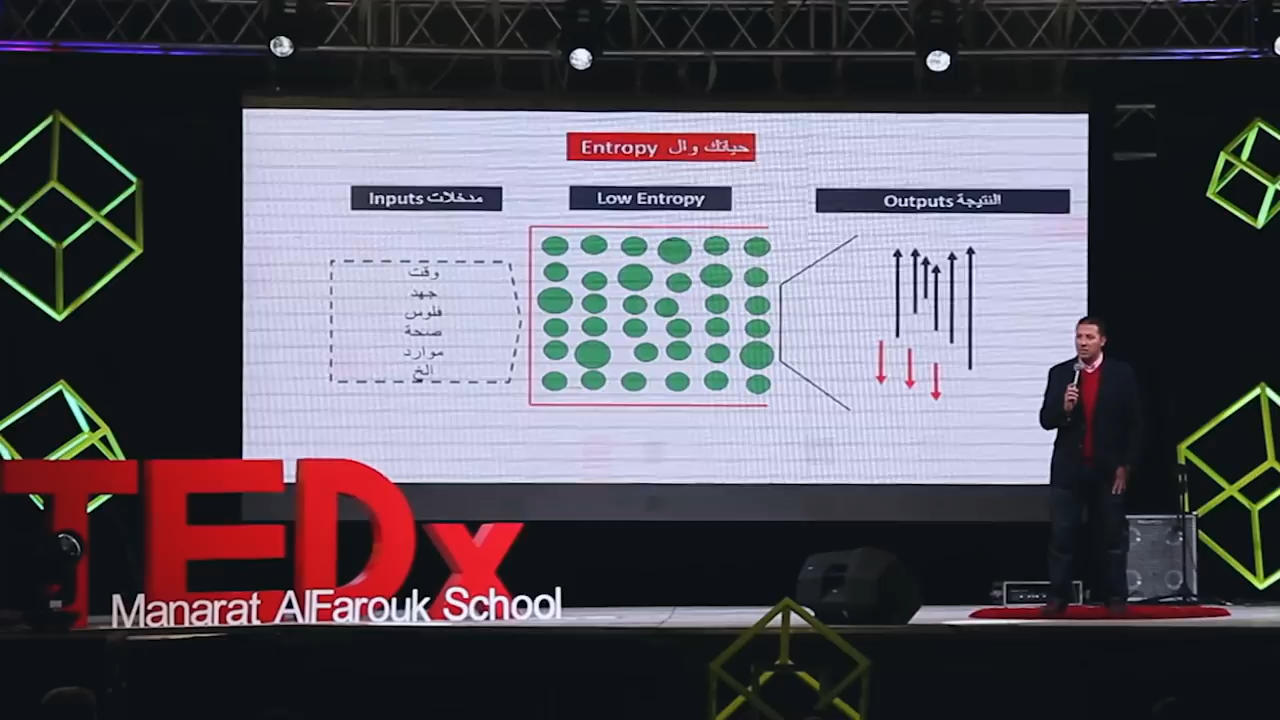 حياتك وال Entropy
مدخلات Inputs
Low Entropy
النتيجة Outputs
وقت
جهد
فلوس
صحة
موارد
الخ
TEDx
Manarat AlFarouk School